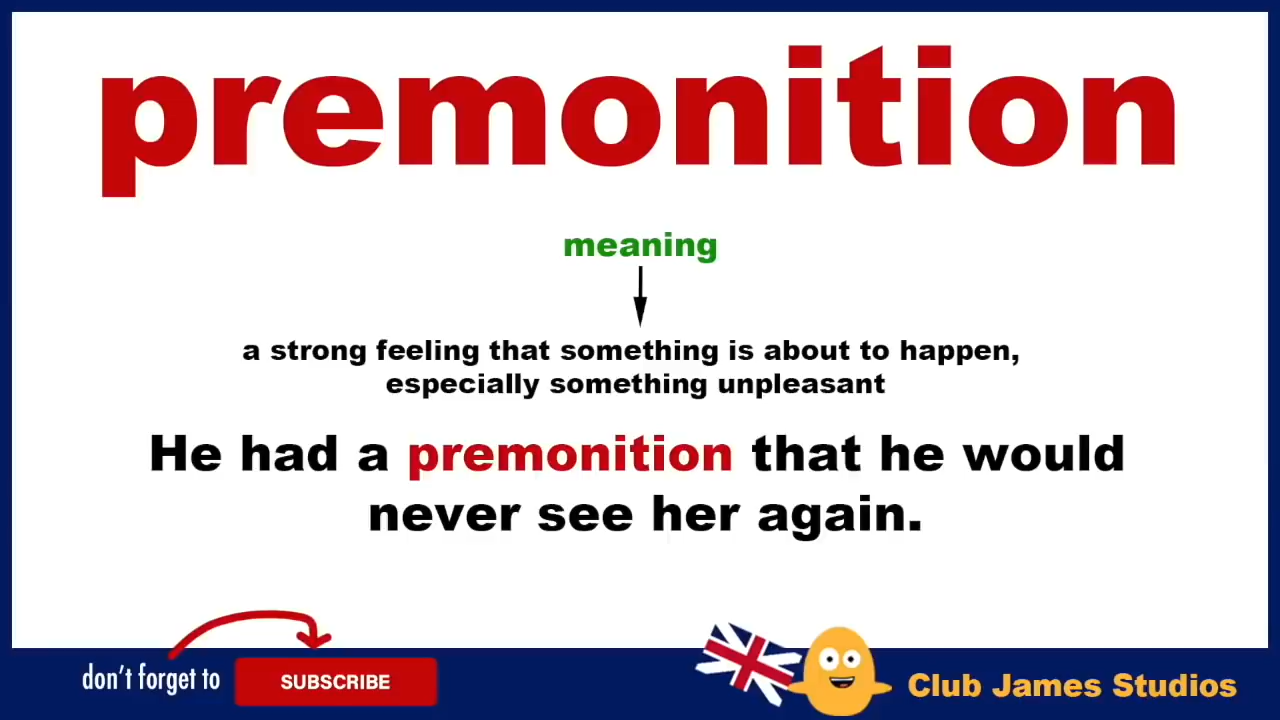 premonition
meaning
a strong feeling that something is about to happen,
especially something unpleasant
He had a premonition that he would
never see her again.
don't forget to
SUBSCRIBE
Club James Studios